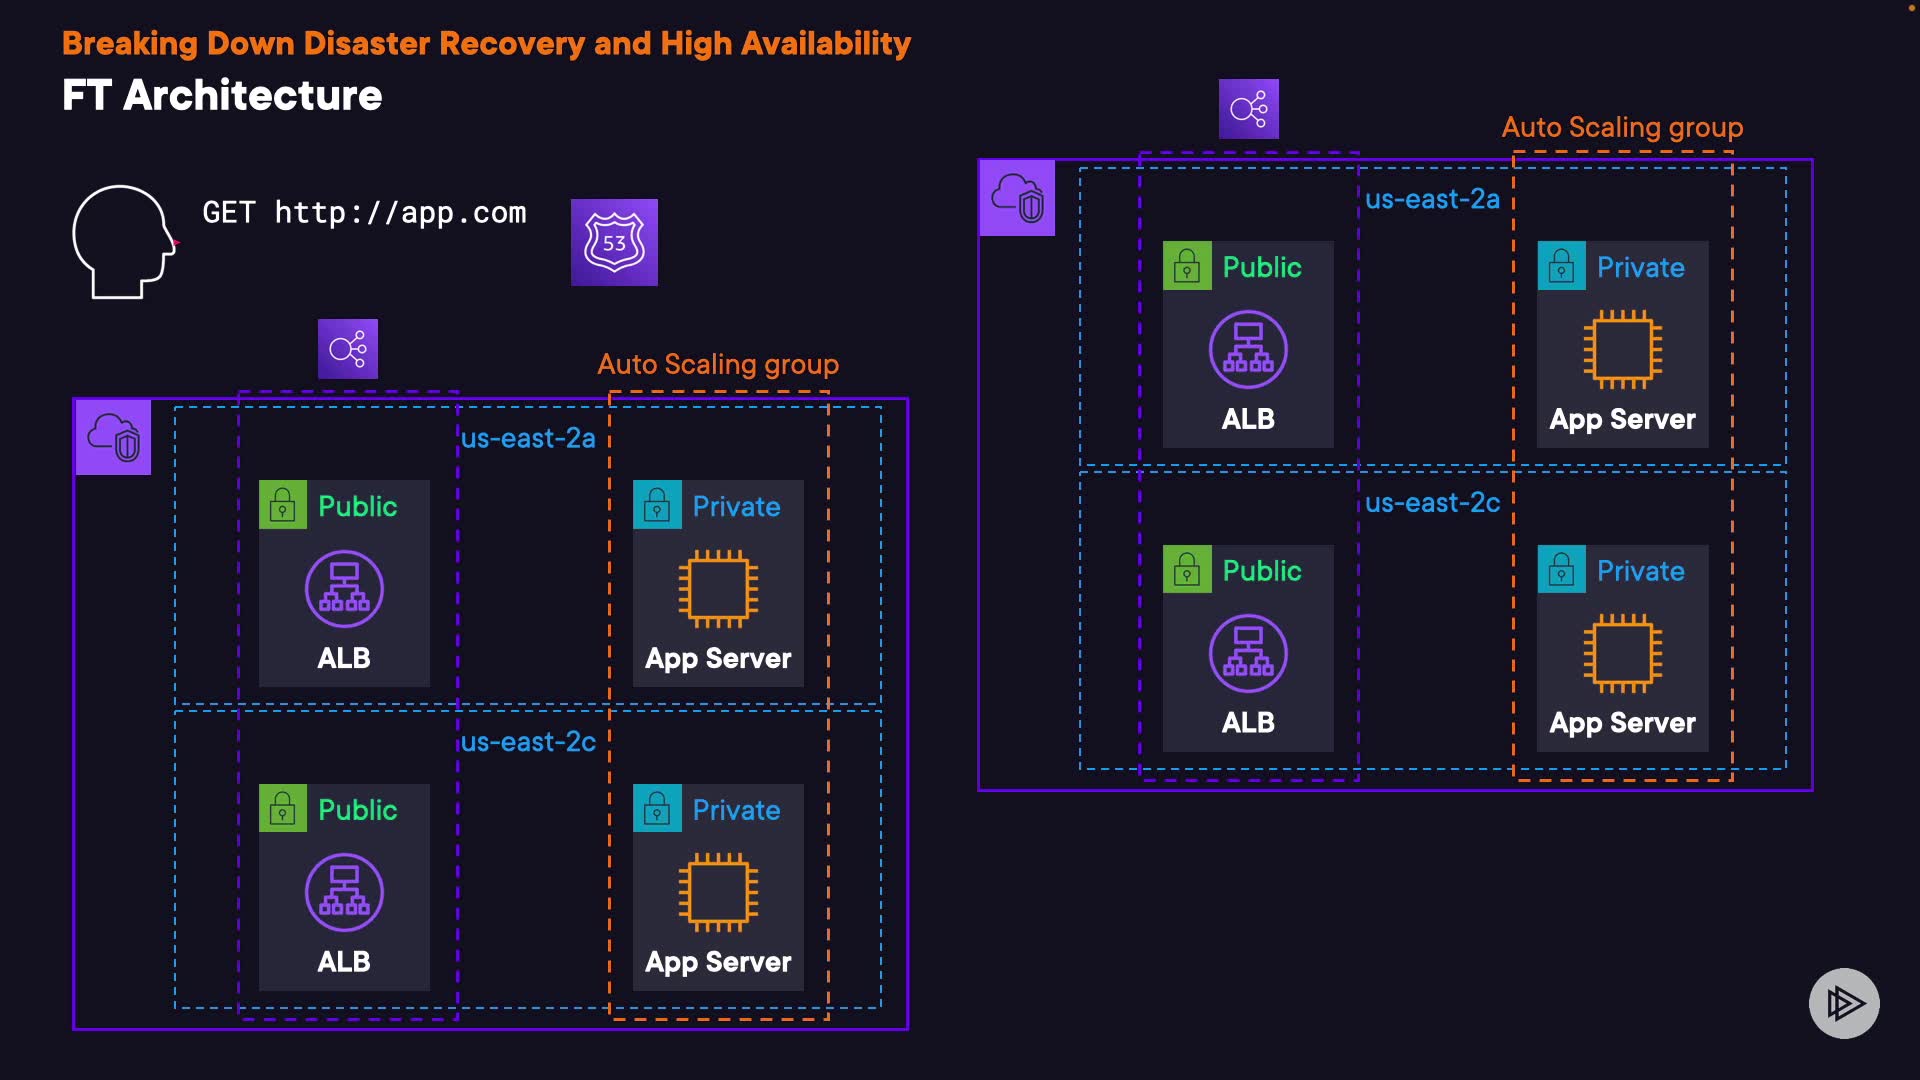 Breaking Down Disaster Recovery and High Availability
FT Architecture
GET http://app.com
53
Auto Scaling group
us-east-2a
Public
Private
ALB
App Server
us-east-2c
Public
Private
ALB
App Server
Auto Scaling group
us-east-2a
Public
Private
ALB
App Server
us-east-2c
Public
Private
ALB
App Server